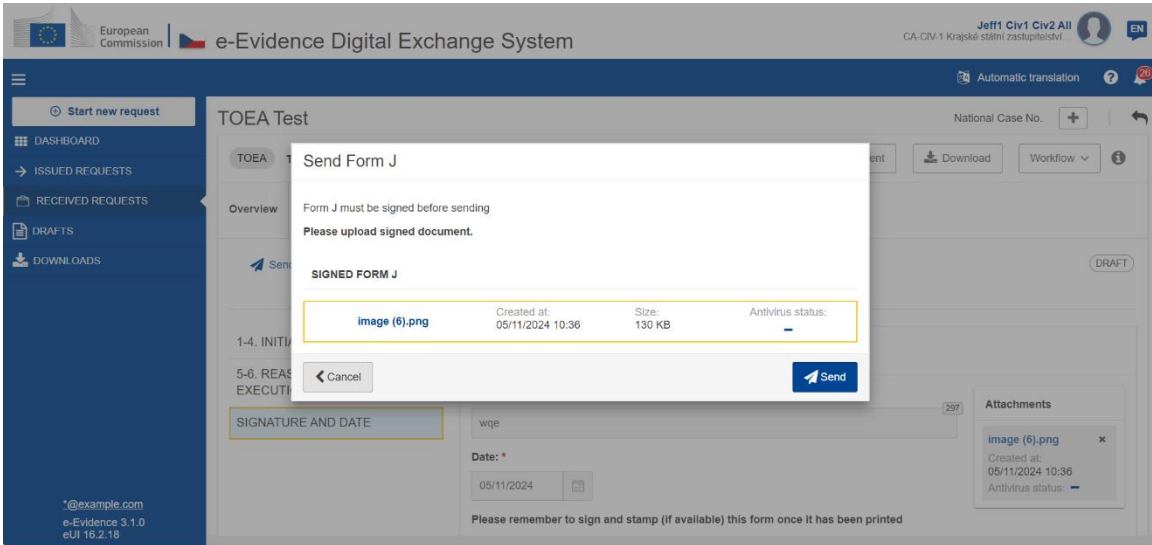 European
Commission
e-Evidence Digital Exchange System
Jeff1 Civ1 Civ2 All
CA-CIV-1 Krajské státní zastupitelství...
EN
Automatic translation
?
26
Start new request
DASHBOARD
ISSUED REQUESTS
RECEIVED REQUESTS
DRAFTS
DOWNLOADS
*@example.com
e-Evidence 3.1.0
eUI 16.2.18
TOEA Test
National Case No.
TOEA
Download
Workflow
Overview
DRAFT
Send Form J
Form J must be signed before sending
Please upload signed document.
SIGNED FORM J
image (6).png
Created at:
05/11/2024 10:36
Size:
130 KB
Antivirus status:
Cancel
Send
1-4.
5-6.
SIGNATURE AND DATE
wqe
297
Date: *
05/11/2024
Please remember to sign and stamp (if available) this form once it has been printed
Attachments
image (6).png
Created at:
05/11/2024 10:36
Antivirus status: